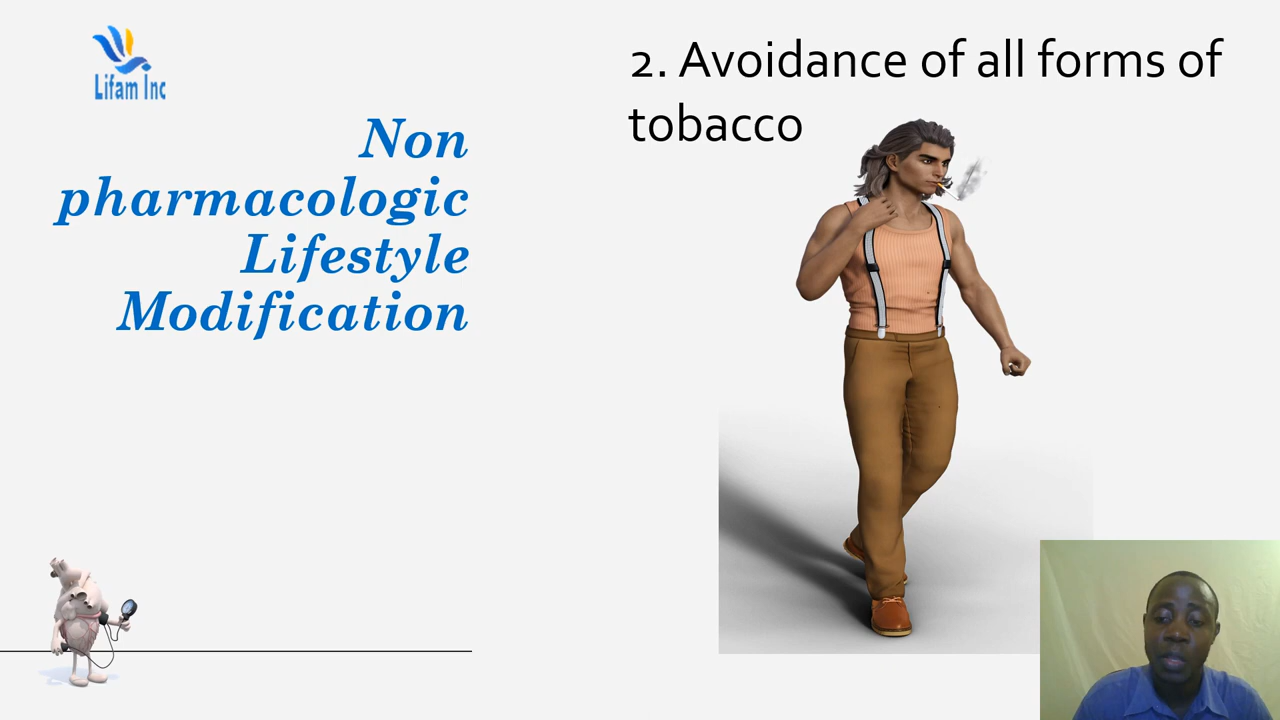 Lifam Inc
Non
pharmacologic
Lifestyle
Modification
2. Avoidance of all forms of
tobacco